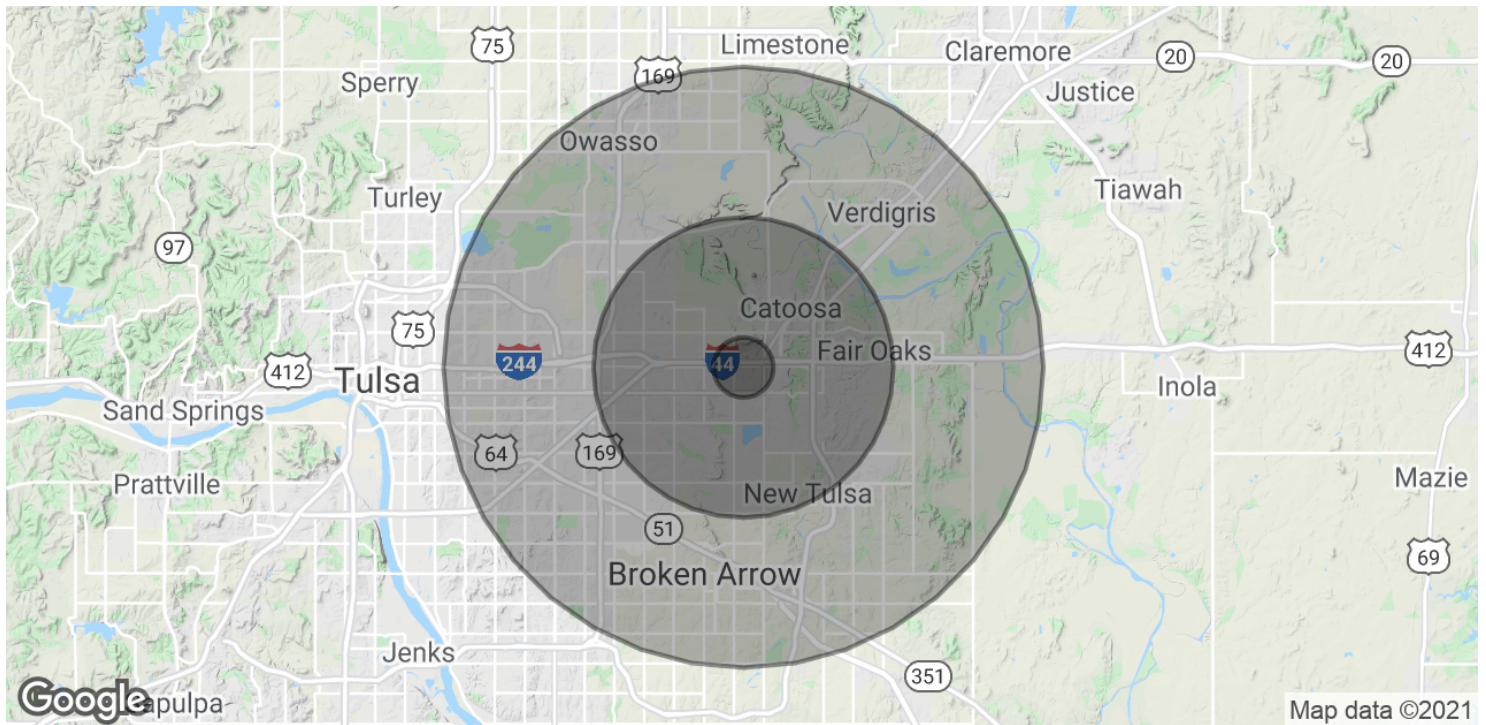 Limestone
Claremore
75
20
20
169
Sperry
Justice
Owasso
Turley
Tiawah
Verdigris
97
Catoosa
75
412
Fair Oaks
244
44
412
Tulsa
Inola
Sand Springs
64
169
Prattville
New Tulsa
Mazie
51
69
Broken Arrow
Jenks
351
Google
apulpa
Map data ©2021